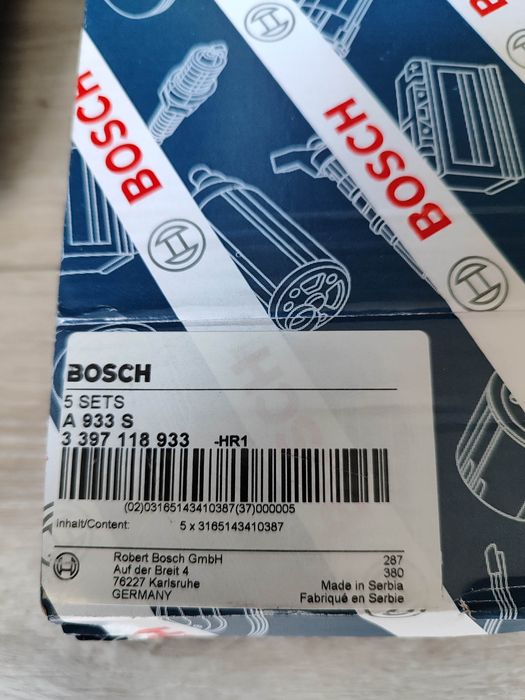 BOSCH
BOSCH
BOSCH
5 SETS
A 933 S
3 397 118 933 -HR1
(02)03165143410387(37)000005
Inhalt/Content: 5 x 3165143410387
Robert Bosch GmbH 287
Auf der Breit 4 380
76227 Karlsruhe Made in Serbia
GERMANY Fabriqué en Serbie